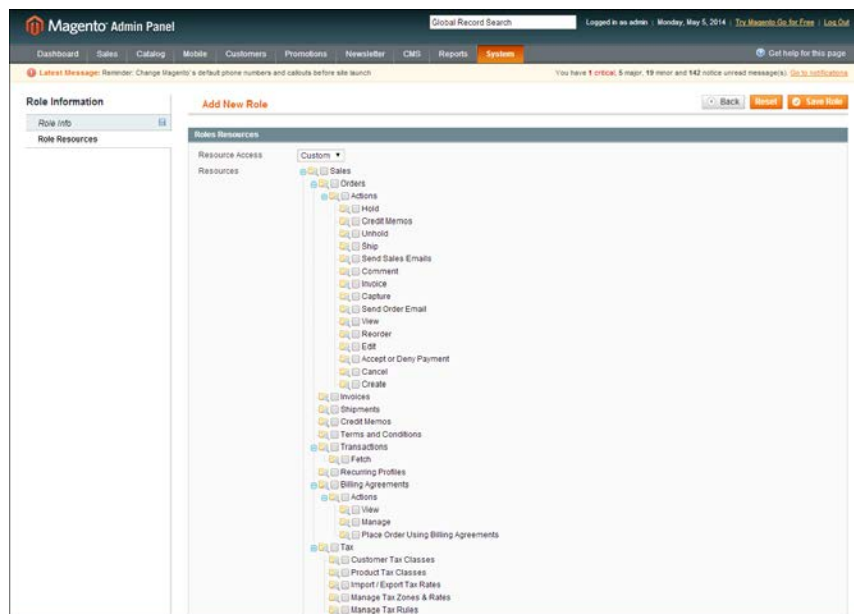 Magento Admin Panel
Global Record Search
Logged in as admin | Monday, May 5, 2014 | Try Magento Go for Free | Log Out
Dashboard Sales Catalog Mobile Customers Promotions Newsletter CMS Reports System
Get help for this page
Latest Message: Reminder: Change Magento's default phone numbers and callouts before site launch
You have 1 critical, 5 major, 19 minor and 142 notice unread message(s). Go to notifications
Role Information
Role Info
Role Resources
Add New Role
Back Reset Save Role
Roles Resources
Resource Access Custom
Resources
Sales
Orders
Actions
Hold
Credit Memos
Unhold
Ship
Send Sales Emails
Comment
Invoice
Capture
Send Order Email
View
Reorder
Edit
Accept or Deny Payment
Cancel
Create
Invoices
Shipments
Credit Memos
Terms and Conditions
Transactions
Fetch
Recurring Profiles
Billing Agreements
Actions
View
Manage
Place Order Using Billing Agreements
Tax
Customer Tax Classes
Product Tax Classes
Import / Export Tax Rates
Manage Tax Zones & Rates
Manage Tax Rules